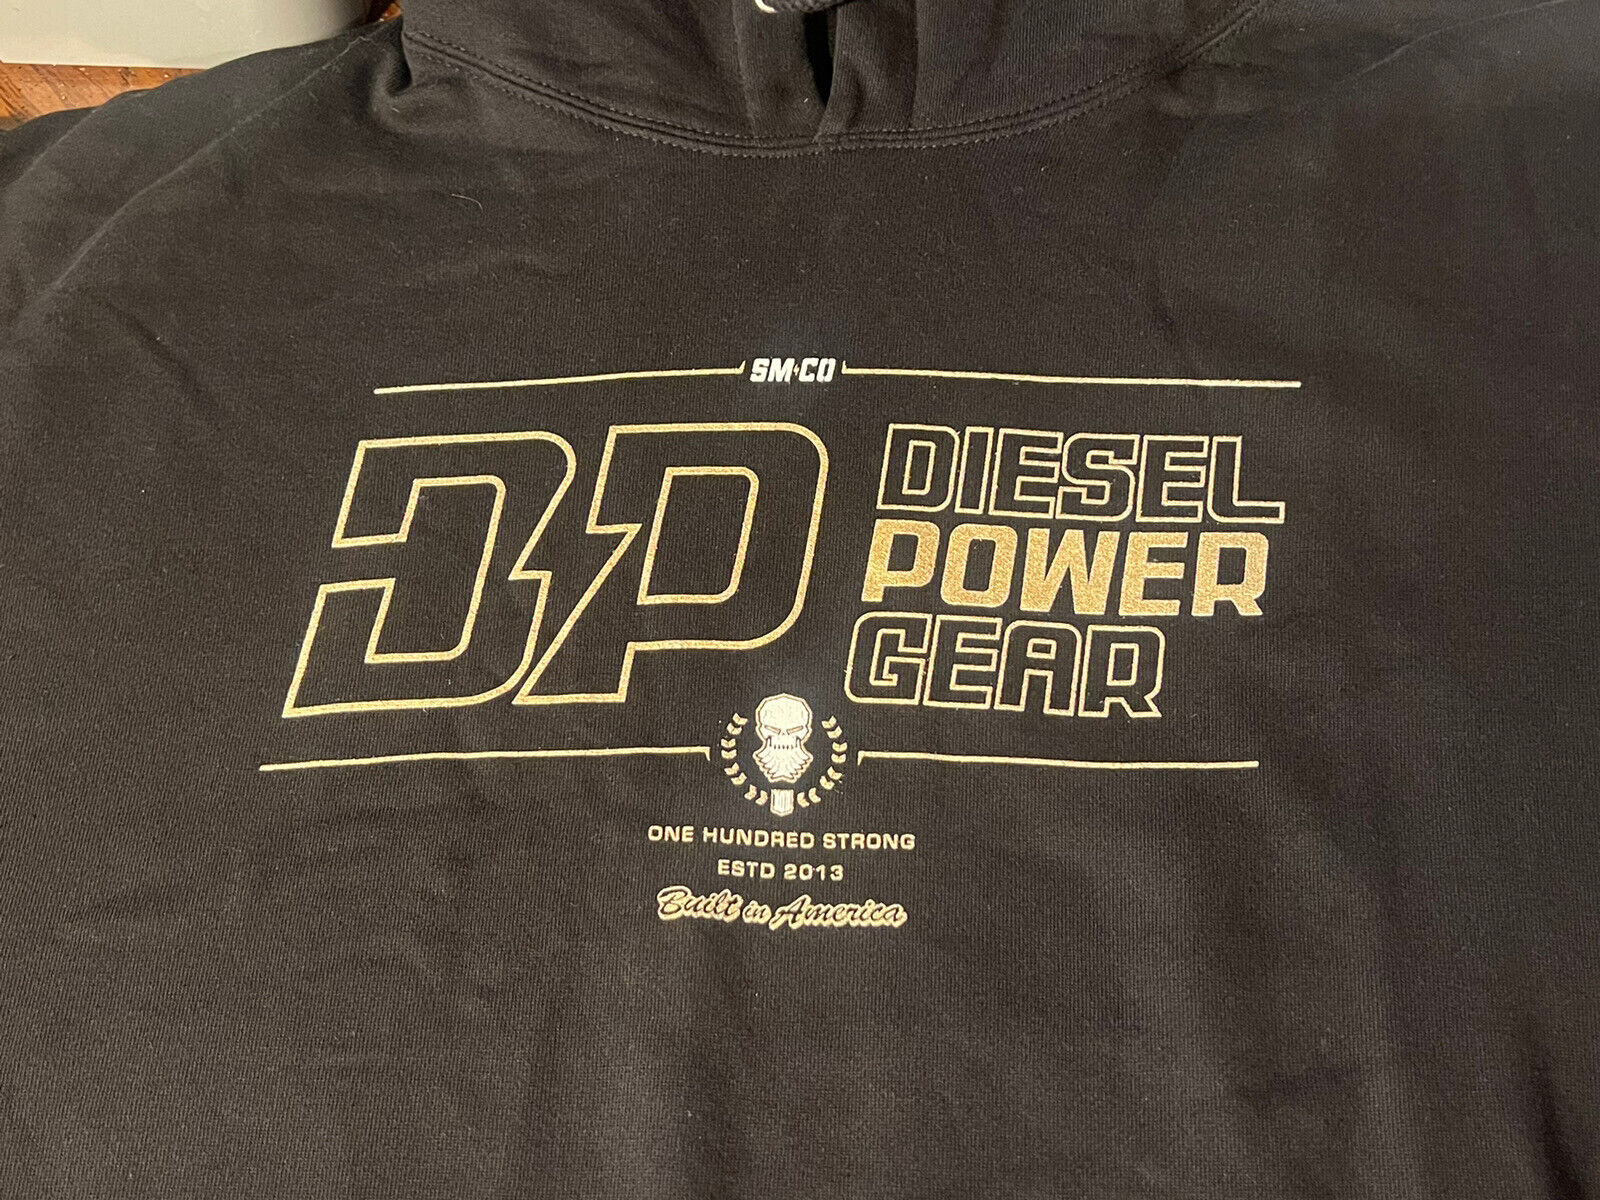 SM·CO
DP
DIESEL
POWER
GEAR
ONE HUNDRED STRONG
ESTD 2013
Built in America